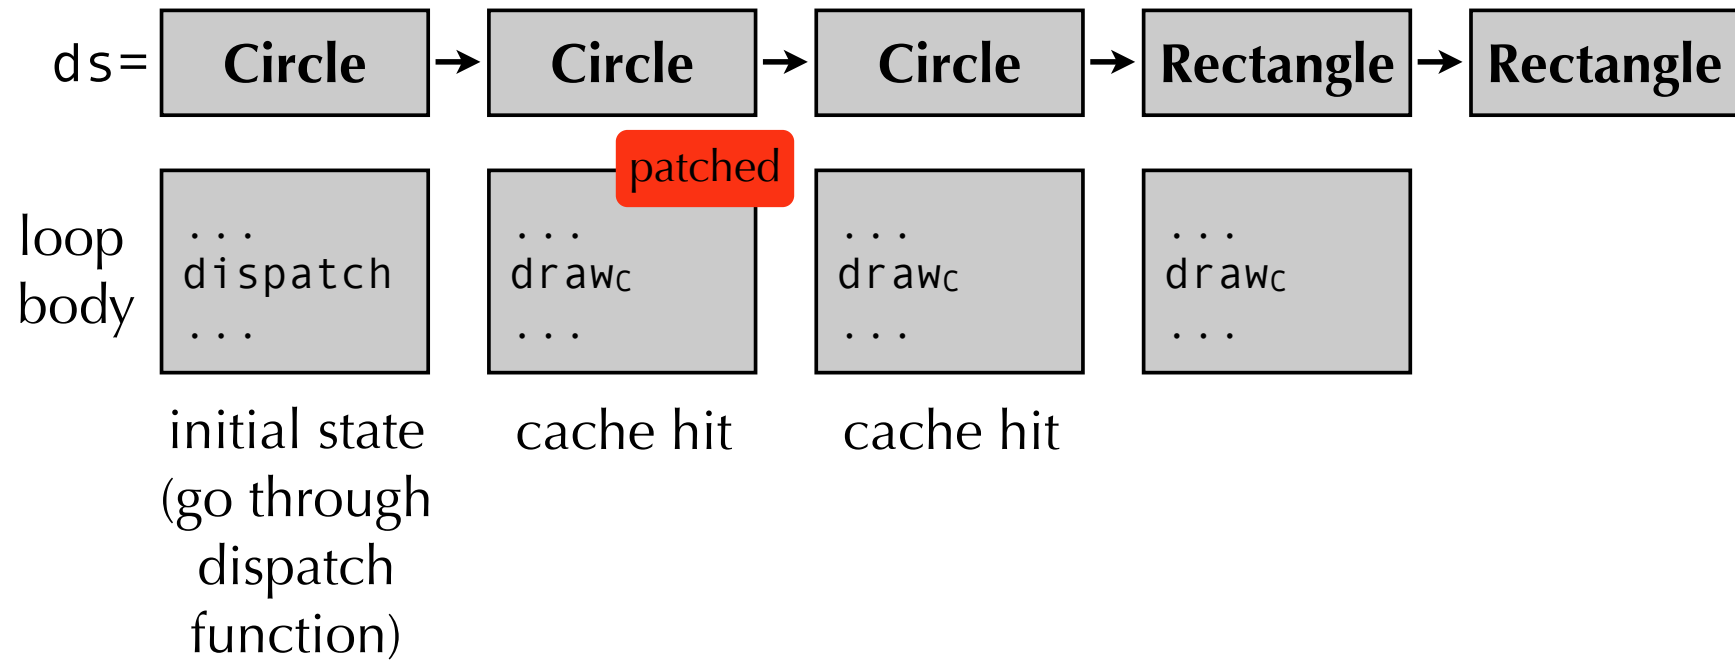 ds= Circle → Circle → Circle → Rectangle → Rectangle
patched
loop body
...
dispatch
...
...
drawC
...
...
drawC
...
...
drawC
...
initial state
(go through
dispatch
function)
cache hit
cache hit